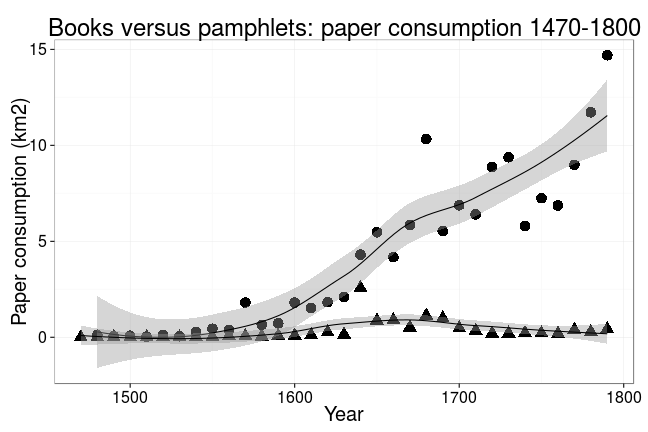 Books versus pamphlets: paper consumption 1470-1800
Paper consumption (km2)
15
10
5
0
1500
1600
1700
1800
Year